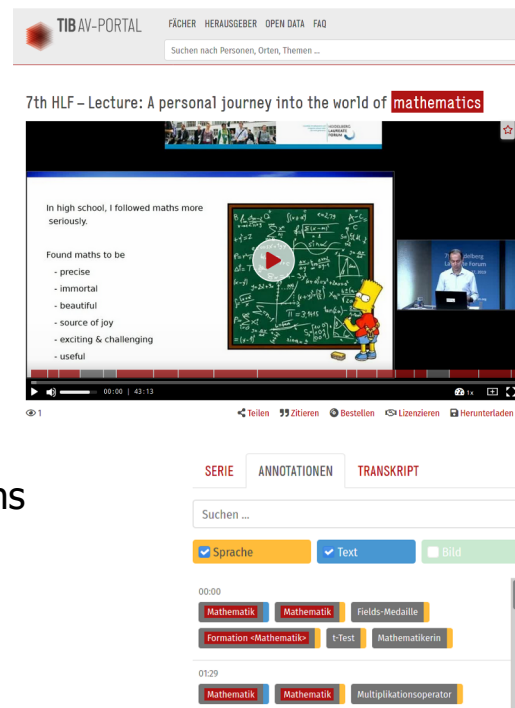 TIB AV-PORTAL
FÄCHER HERAUSGEBER OPEN DATA FAQ
Suchen nach Personen, Orten, Themen ...
7th HLF – Lecture: A personal journey into the world of mathematics
HEIDELBERG
LAUREATE
FORUM
In high school, I followed maths more
seriously.
Found maths to be
- precise
- immortal
- beautiful
- source of joy
- exciting & challenging
- useful
00:00 | 43:13
1x
1
Teilen Zitieren Bestellen Lizenzieren Herunterladen
ns
SERIE ANNOTATIONEN TRANSKRIPT
Suchen ...
Sprache Text Bild
00:00
Mathematik Mathematik Fields-Medaille
Formation <Mathematik> t-Test Mathematikerin
01:29
Mathematik Mathematik Multiplikationsoperator